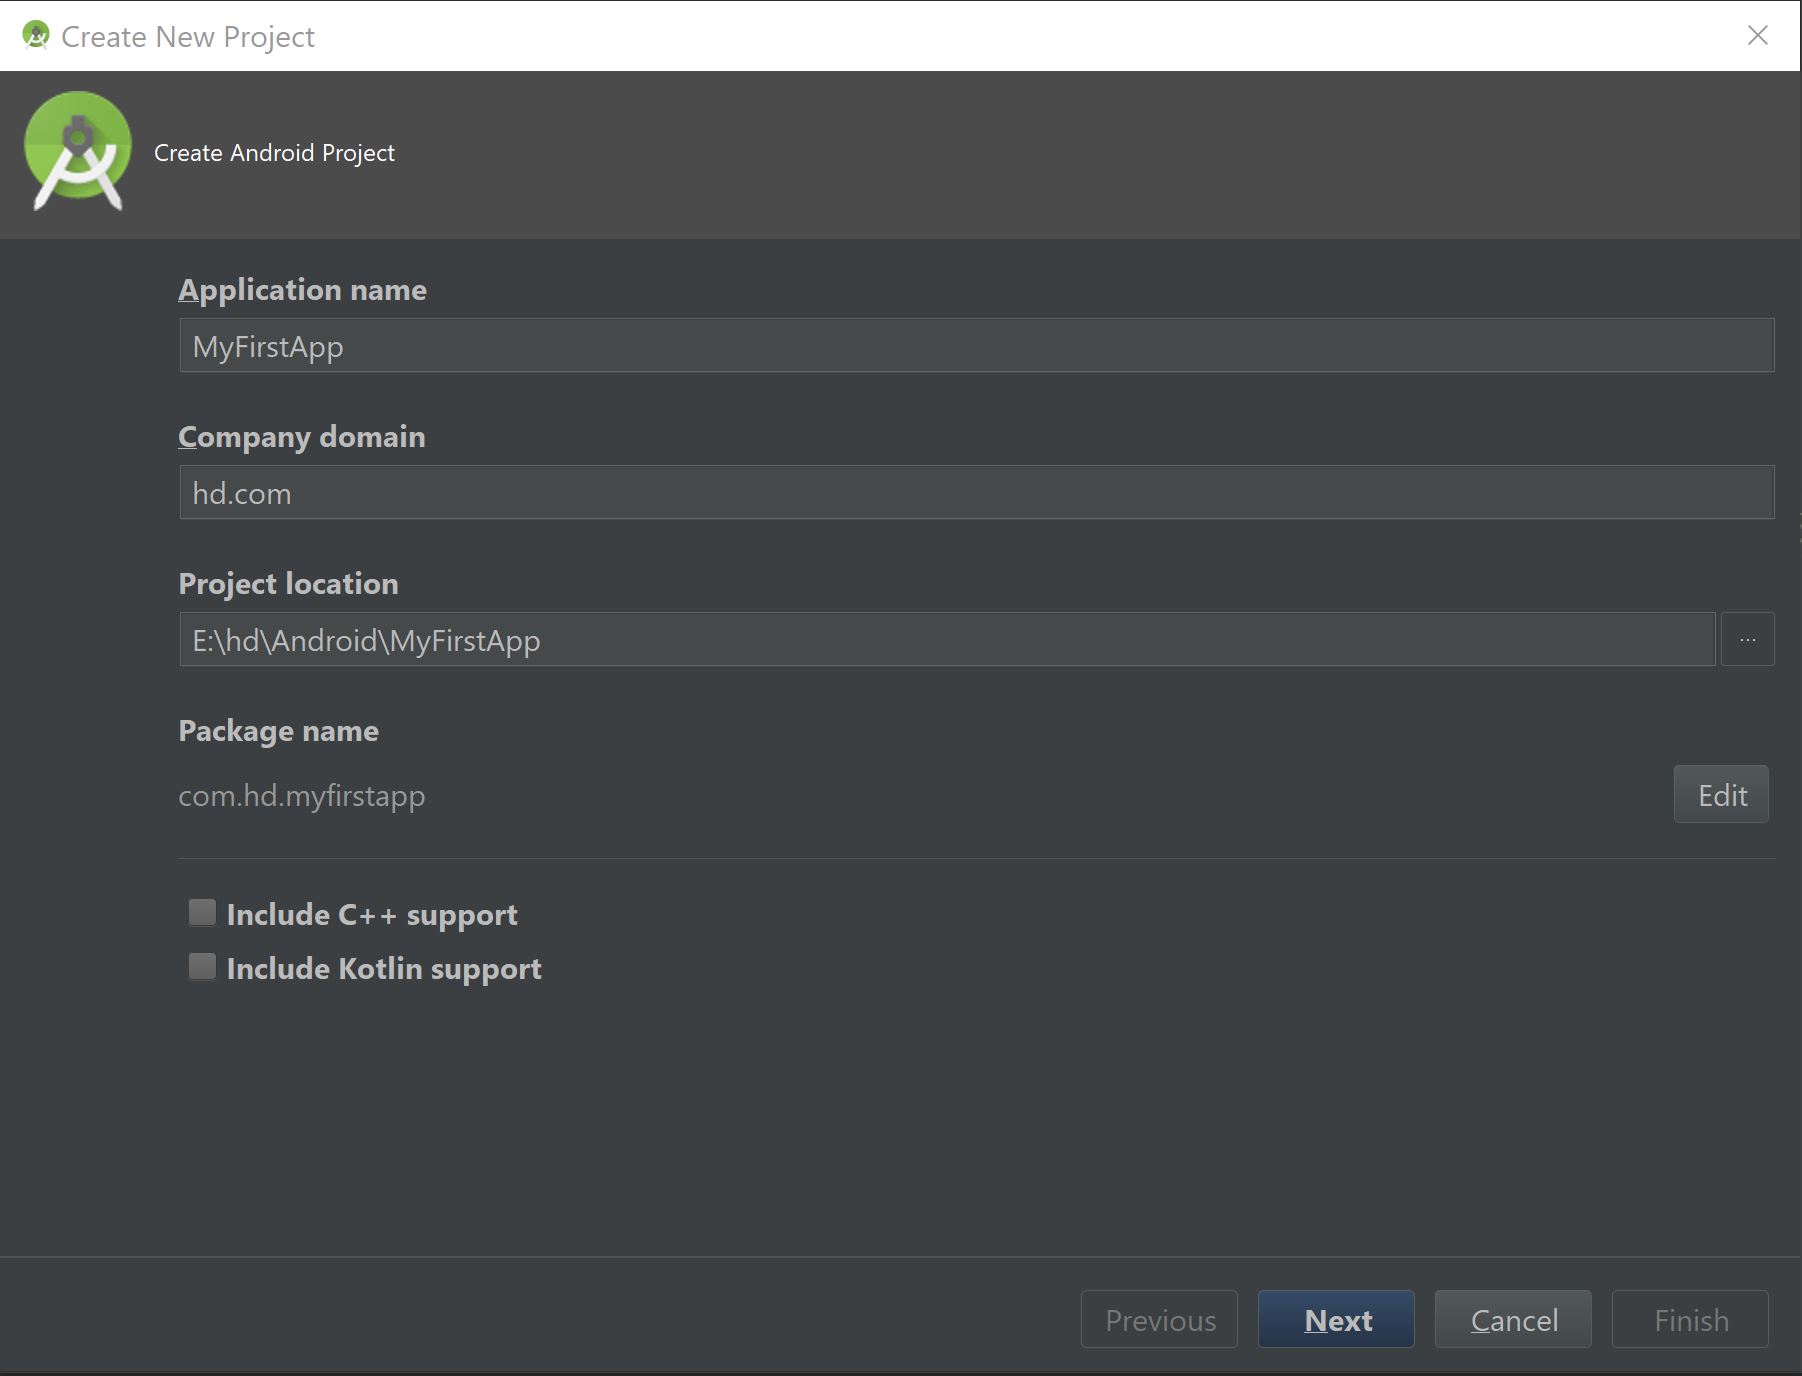 Create New Project
Create Android Project
Application name
MyFirstApp
Company domain
hd.com
Project location
E:\hd\Android\MyFirstApp
...
Package name
com.hd.myfirstapp
Edit
Include C++ support
Include Kotlin support
Previous Next Cancel Finish